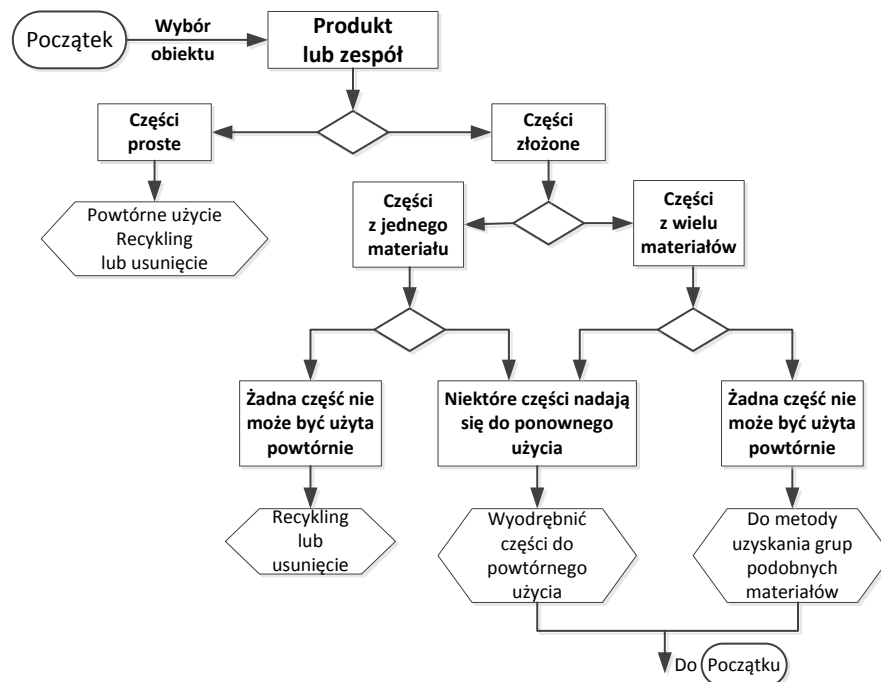 Początek
Wybór
obiektu
Produkt
lub zespół
Części
proste
Części
złożone
Powtórne użycie
Recykling
lub usunięcie
Części
z jednego
materiału
Części
z wielu
materiałów
Żadna część nie
może być użyta
powtórnie
Niektóre części nadają
się do ponownego
użycia
Żadna część nie
może być użyta
powtórnie
Recykling
lub
usunięcie
Wyodrębnić
części do
powtórnego
użycia
Do metody
uzyskania grup
podobnych
materiałów
Do Początku